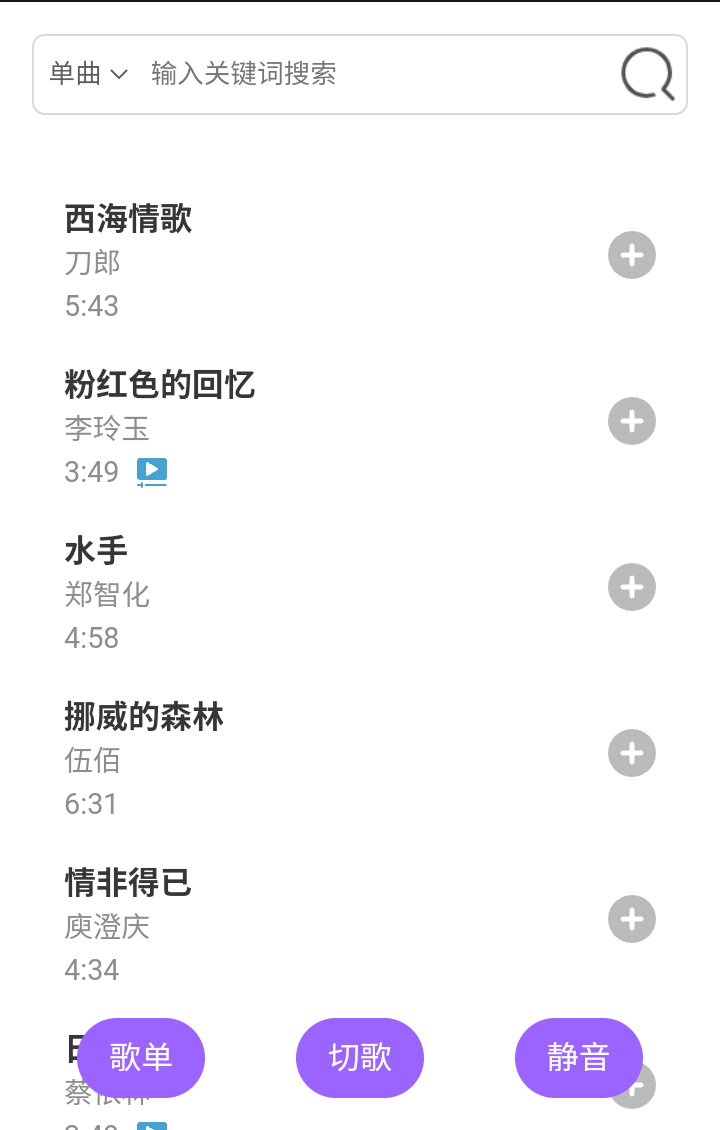 单曲 输入关键词搜索
西海情歌
刀郎
5:43
粉红色的回忆
李玲玉
3:49
水手
郑智化
4:58
挪威的森林
伍佰
6:31
情非得已
庾澄庆
4:34
歌单 切歌 静音
蔡依林